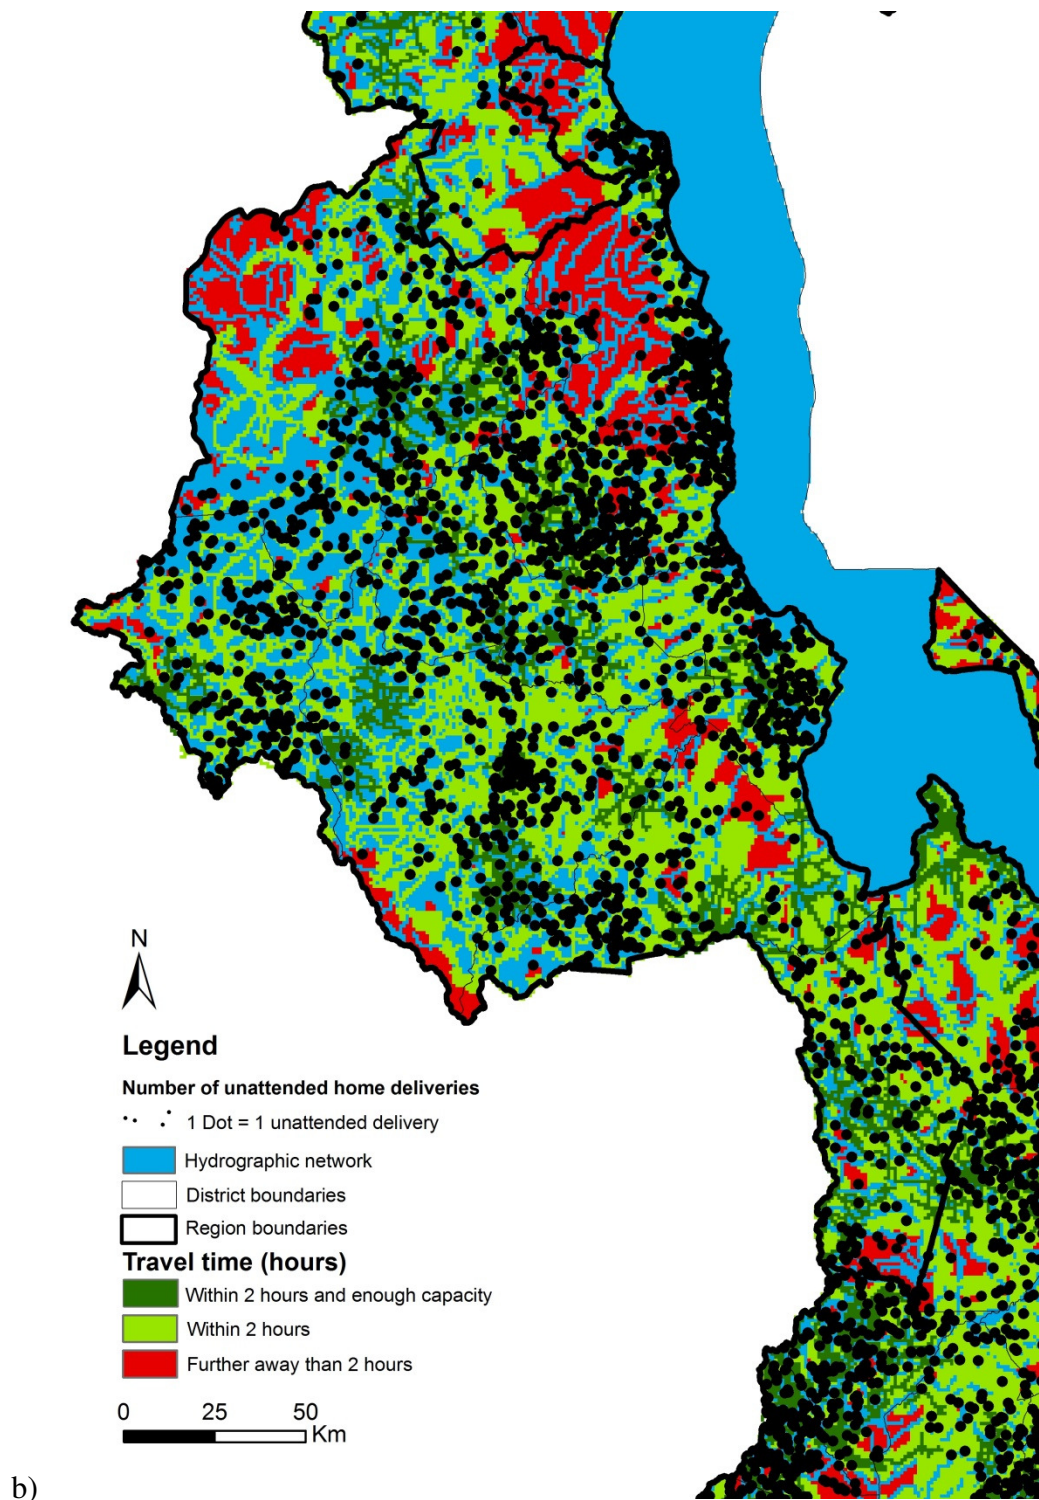 N
Legend
Number of unattended home deliveries
1 Dot = 1 unattended delivery
Hydrographic network
District boundaries
Region boundaries
Travel time (hours)
Within 2 hours and enough capacity
Within 2 hours
Further away than 2 hours
0 25 50
Km
b)